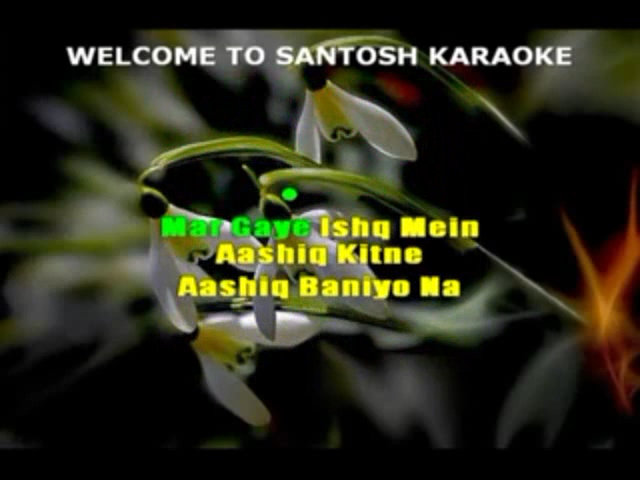 WELCOME TO SANTOSH KARAOKE
Mar Gaye Ishq Mein
Aashiq Kitne
Aashiq Baniyo Na